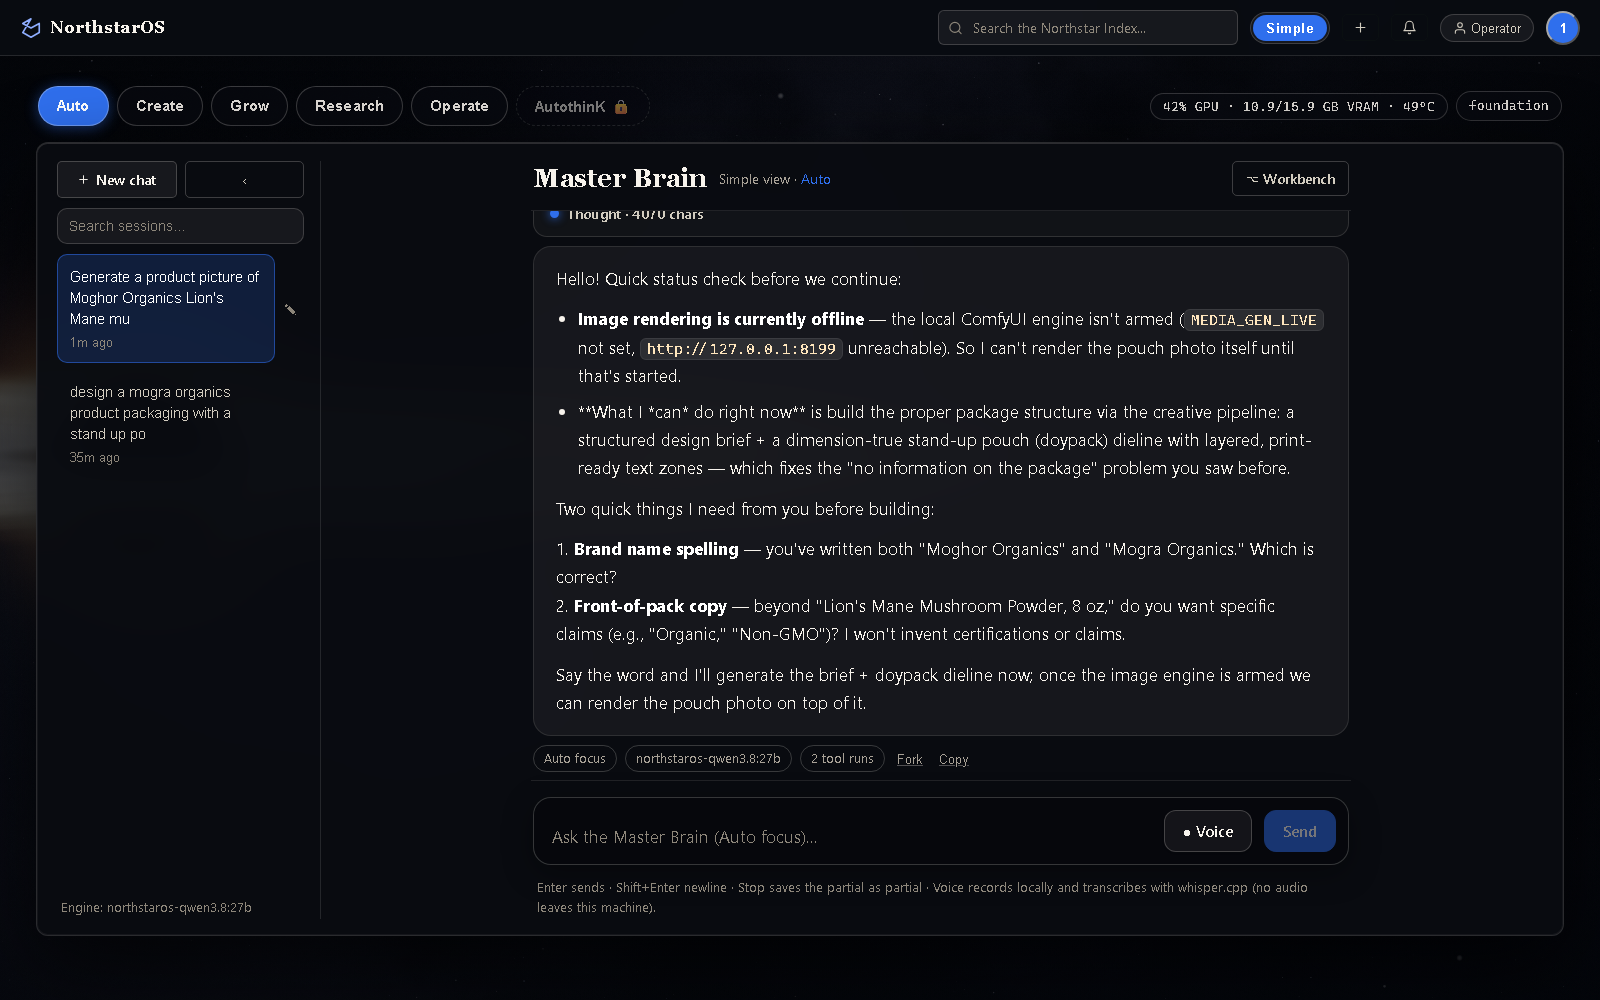 NorthstarOS
Search the Northstar Index...
Simple
+
Operator
1
Auto
Create
Grow
Research
Operate
AutothinK
42% GPU · 10.9/15.9 GB VRAM · 49°C
foundation
+ New chat
‹
Search sessions...
Generate a product picture of
Moghor Organics Lion's
Mane mu
1m ago
design a mogra organics
product packaging with a
stand up po
35m ago
Engine: northstaros-qwen3.8:27b
Master Brain
Simple view · Auto
⌥ Workbench
Thought · 4070 chars
Hello! Quick status check before we continue:
• Image rendering is currently offline — the local ComfyUI engine isn't armed ( MEDIA_GEN_LIVE
not set, http://127.0.0.1:8199 unreachable). So I can't render the pouch photo itself until
that's started.
• **What I *can* do right now** is build the proper package structure via the creative pipeline: a
structured design brief + a dimension-true stand-up pouch (doypack) dieline with layered, print-
ready text zones — which fixes the "no information on the package" problem you saw before.
Two quick things I need from you before building:
1. Brand name spelling — you've written both "Moghor Organics" and "Mogra Organics." Which is
correct?
2. Front-of-pack copy — beyond "Lion's Mane Mushroom Powder, 8 oz," do you want specific
claims (e.g., "Organic," "Non-GMO")? I won't invent certifications or claims.
Say the word and I'll generate the brief + doypack dieline now; once the image engine is armed we
can render the pouch photo on top of it.
Auto focus
northstaros-qwen3.8:27b
2 tool runs
Fork
Copy
Ask the Master Brain (Auto focus)...
● Voice
Send
Enter sends · Shift+Enter newline · Stop saves the partial as partial · Voice records locally and transcribes with whisper.cpp (no audio
leaves this machine).